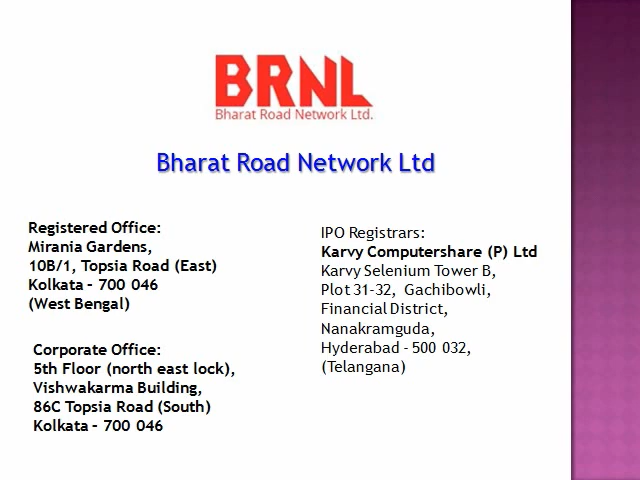 BRNL
Bharat Road Network Ltd.
Bharat Road Network Ltd
Registered Office:
Mirania Gardens,
10B/1, Topsia Road (East)
Kolkata – 700 046
(West Bengal)
Corporate Office:
5th Floor (north east lock),
Vishwakarma Building,
86C Topsia Road (South)
Kolkata – 700 046
IPO Registrars:
Karvy Computershare (P) Ltd
Karvy Selenium Tower B,
Plot 31-32, Gachibowli,
Financial District,
Nanakramguda,
Hyderabad - 500 032,
(Telangana)